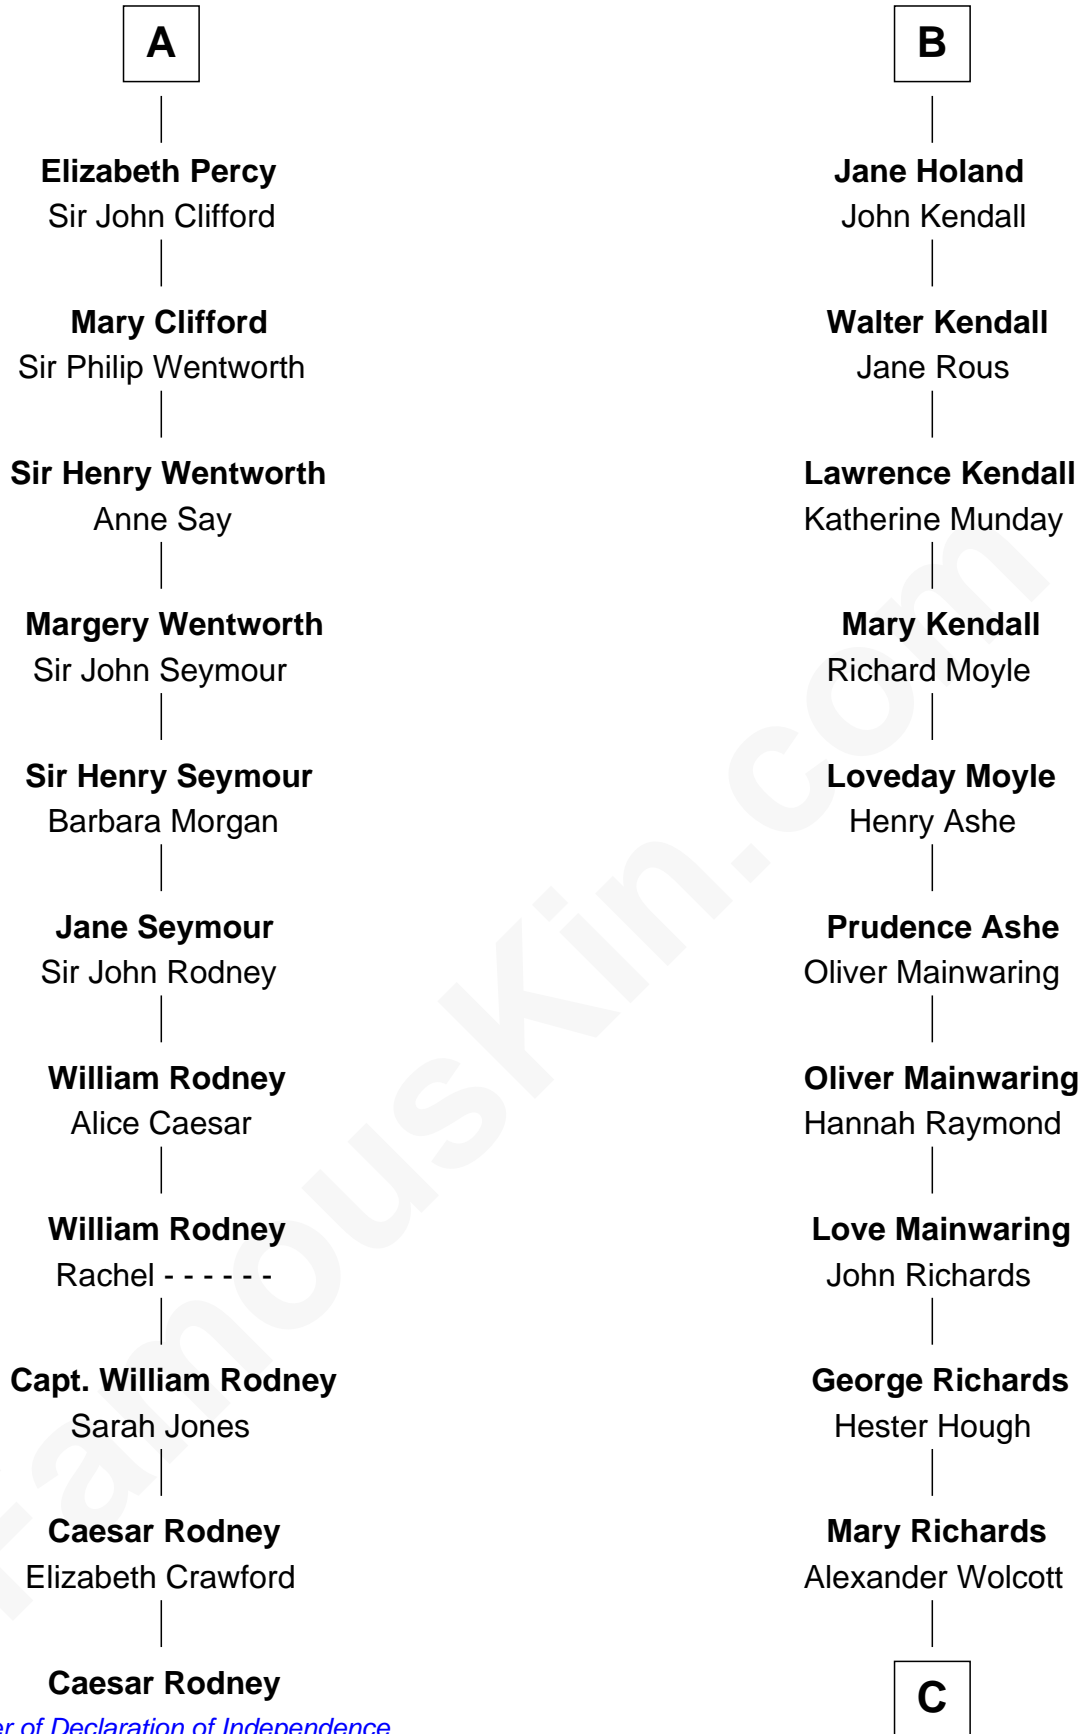 A
Elizabeth Percy
Sir John Clifford
Mary Clifford
Sir Philip Wentworth
Sir Henry Wentworth
Anne Say
Margery Wentworth
Sir John Seymour
Sir Henry Seymour
Barbara Morgan
Jane Seymour
Sir John Rodney
William Rodney
Alice Caesar
William Rodney
Rachel - - - - - -
Capt. William Rodney
Sarah Jones
Caesar Rodney
Elizabeth Crawford
Caesar Rodney
er of Declaration of Independence
B
Jane Holand
John Kendall
Walter Kendall
Jane Rous
Lawrence Kendall
Katherine Munday
Mary Kendall
Richard Moyle
Loveday Moyle
Henry Ashe
Prudence Ashe
Oliver Mainwaring
Oliver Mainwaring
Hannah Raymond
Love Mainwaring
John Richards
George Richards
Hester Hough
Mary Richards
Alexander Wolcott
C
FamousKin.com